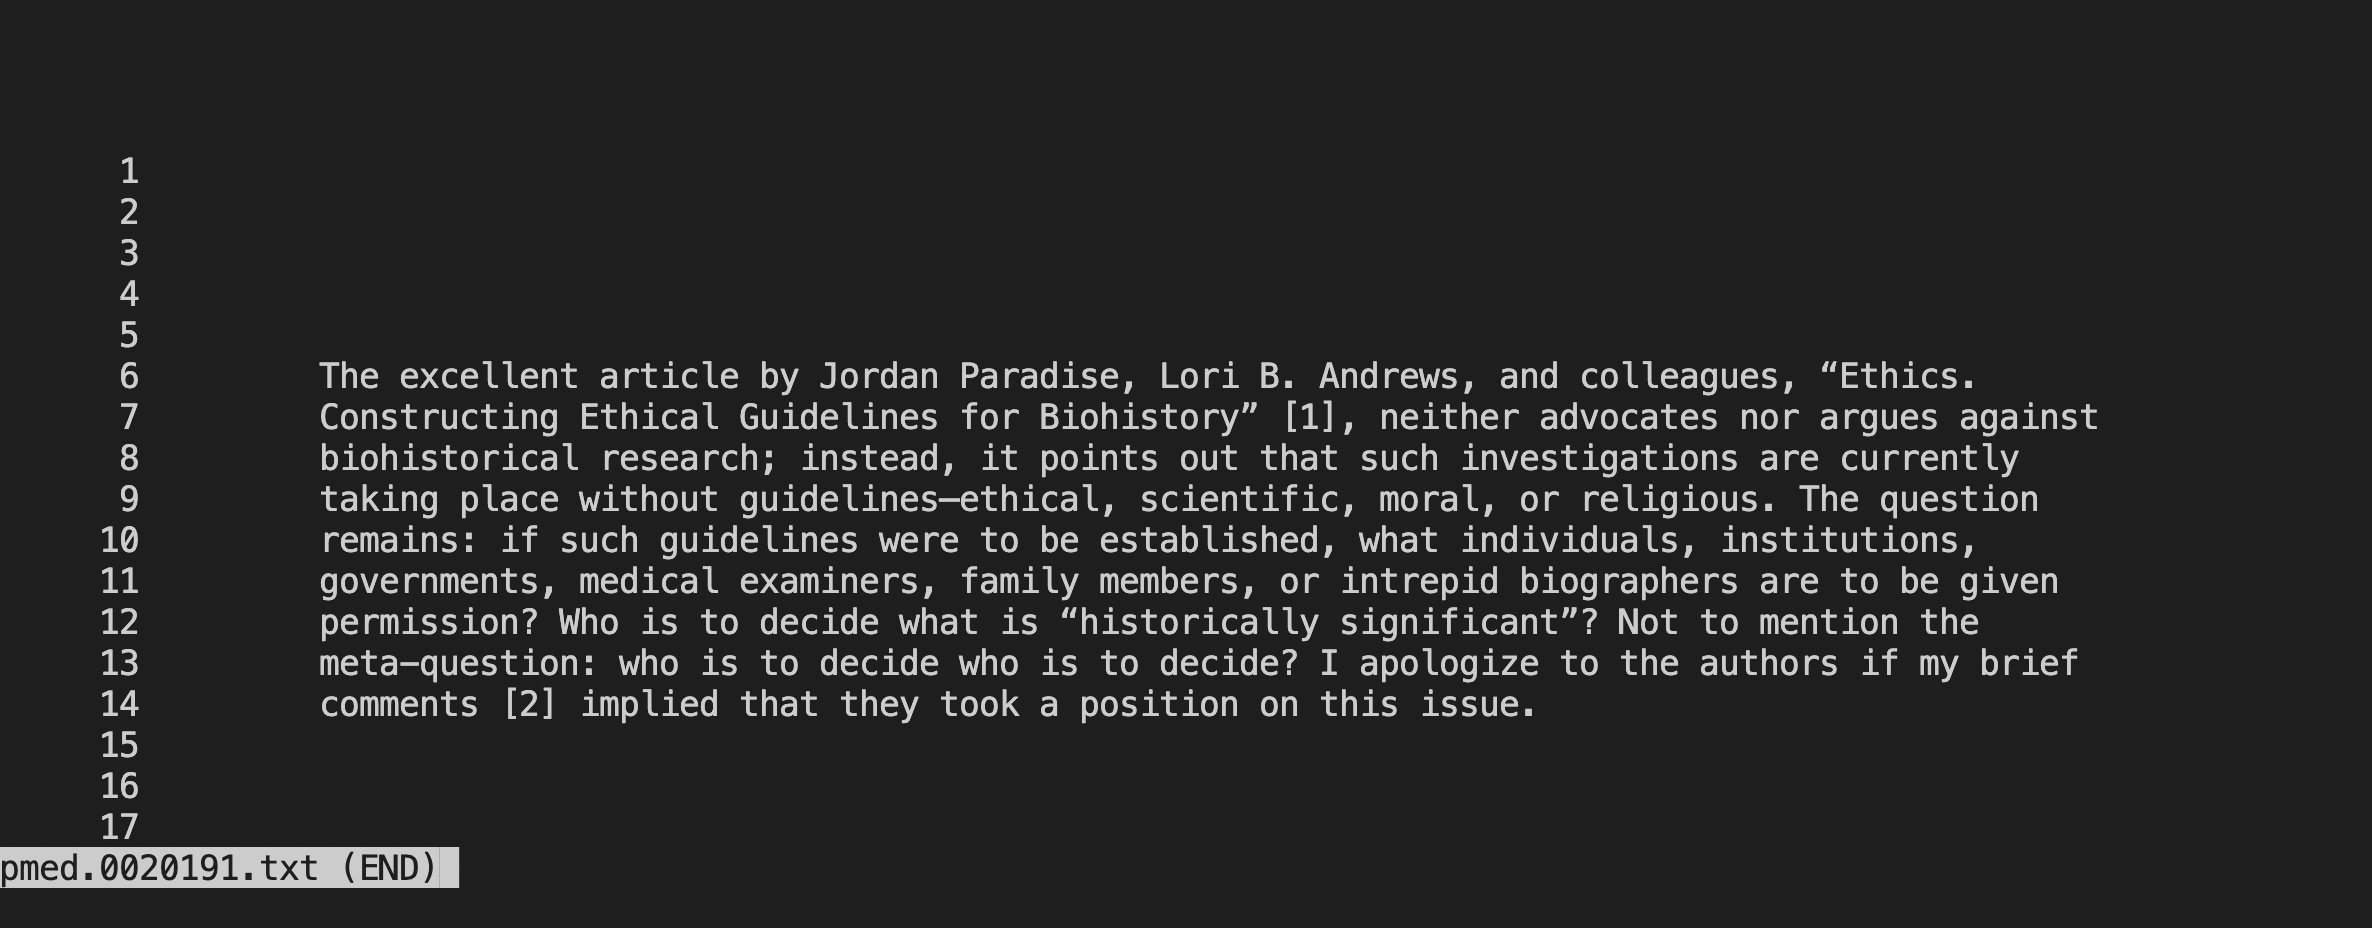 1
2
3
4
5
6 The excellent article by Jordan Paradise, Lori B. Andrews, and colleagues, “Ethics.
7 Constructing Ethical Guidelines for Biohistory” [1], neither advocates nor argues against
8 biohistorical research; instead, it points out that such investigations are currently
9 taking place without guidelines—ethical, scientific, moral, or religious. The question
10 remains: if such guidelines were to be established, what individuals, institutions,
11 governments, medical examiners, family members, or intrepid biographers are to be given
12 permission? Who is to decide what is “historically significant”? Not to mention the
13 meta-question: who is to decide who is to decide? I apologize to the authors if my brief
14 comments [2] implied that they took a position on this issue.
15
16
17
pmed.0020191.txt (END)